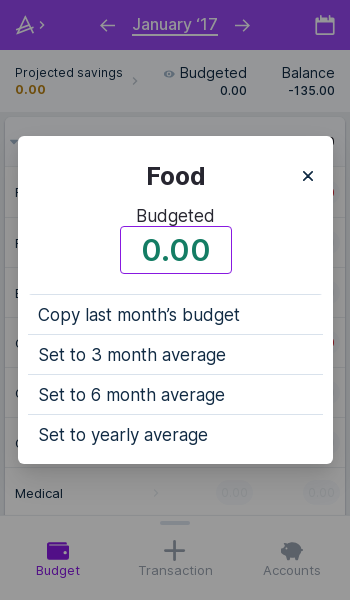 January ‘17
Projected savings
0.00
Budgeted
0.00
Balance
-135.00
Food
Budgeted
0.00
Copy last month’s budget
Set to 3 month average
Set to 6 month average
Set to yearly average
Medical
0.00
0.00
Budget
Transaction
Accounts